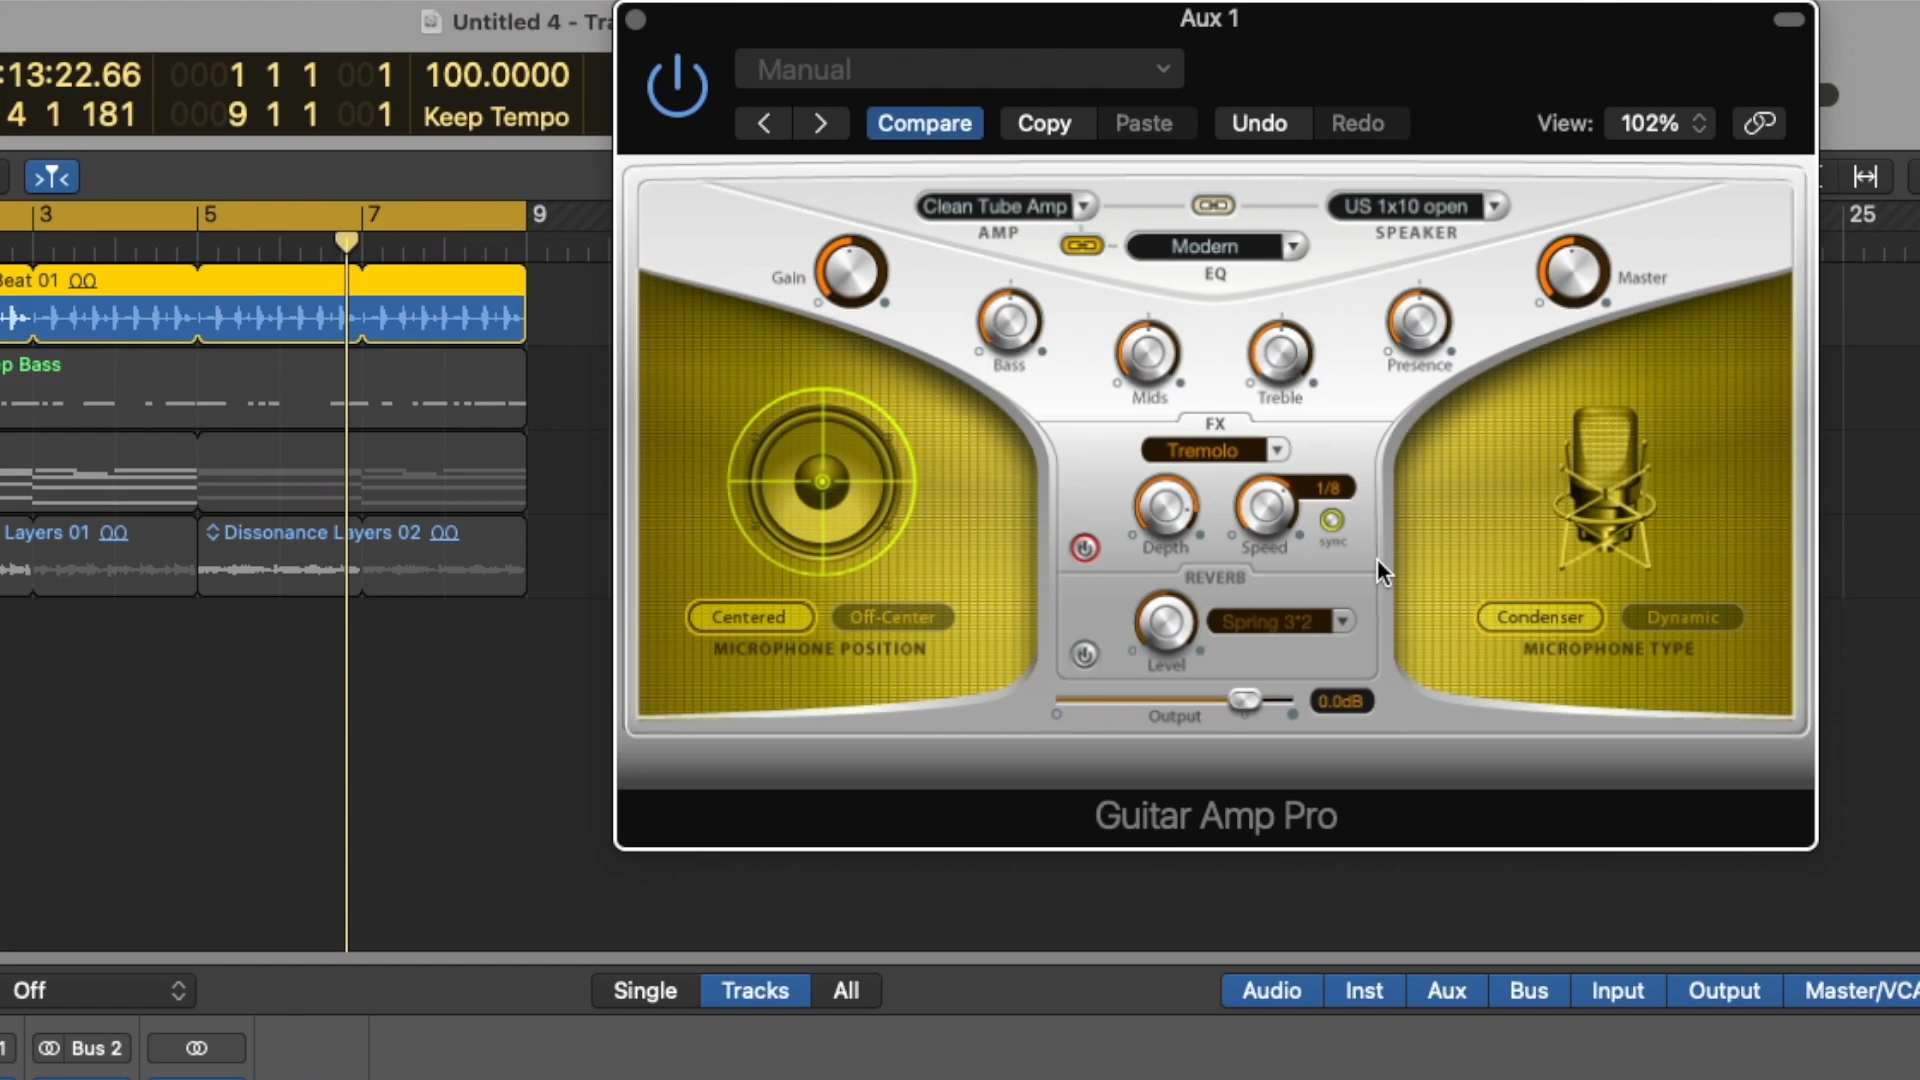 Untitled 4 - Tra
Aux 1
:13:22.66
0001 1 1 001
100.0000
4 1 181
0009 1 1 001
Keep Tempo
Manual
Compare
Copy
Paste
Undo
Redo
View:
102%
3
5
7
9
25
Beat 01
p Bass
Layers 01
Dissonance Layers 02
Clean Tube Amp
AMP
US 1x10 open
SPEAKER
Modern
EQ
Gain
Master
Bass
Mids
Treble
Presence
FX
Tremolo
1/8
Depth
Speed
sync
REVERB
Spring 3*2
Level
Centered
Off-Center
MICROPHONE POSITION
Condenser
Dynamic
MICROPHONE TYPE
Output
0.0dB
Guitar Amp Pro
Off
Single
Tracks
All
Audio
Inst
Aux
Bus
Input
Output
Master/VCA
1
Bus 2